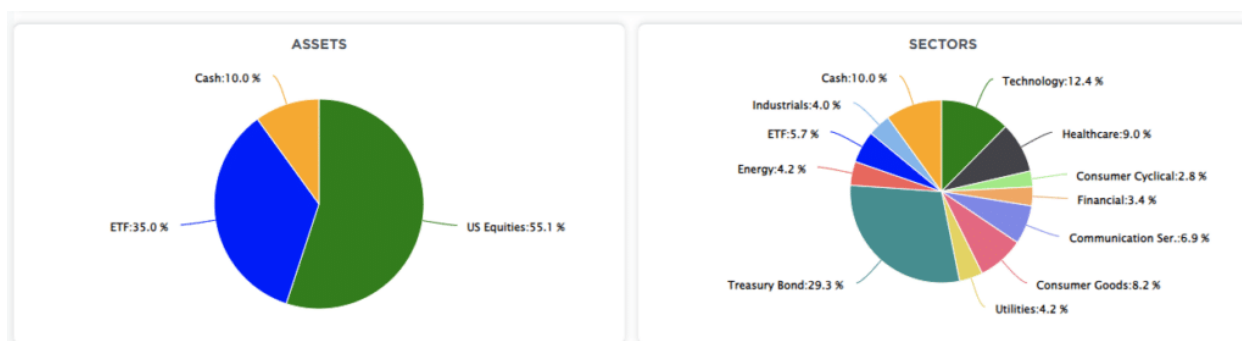 ASSETS
Cash:10.0 %
ETF:35.0 %
US Equities:55.1 %
SECTORS
Cash:10.0 %
Technology:12.4 %
Industrials:4.0 %
ETF:5.7 %
Healthcare:9.0 %
Energy:4.2 %
Consumer Cyclical:2.8 %
Financial:3.4 %
Communication Ser.:6.9 %
Treasury Bond:29.3 %
Consumer Goods:8.2 %
Utilities:4.2 %